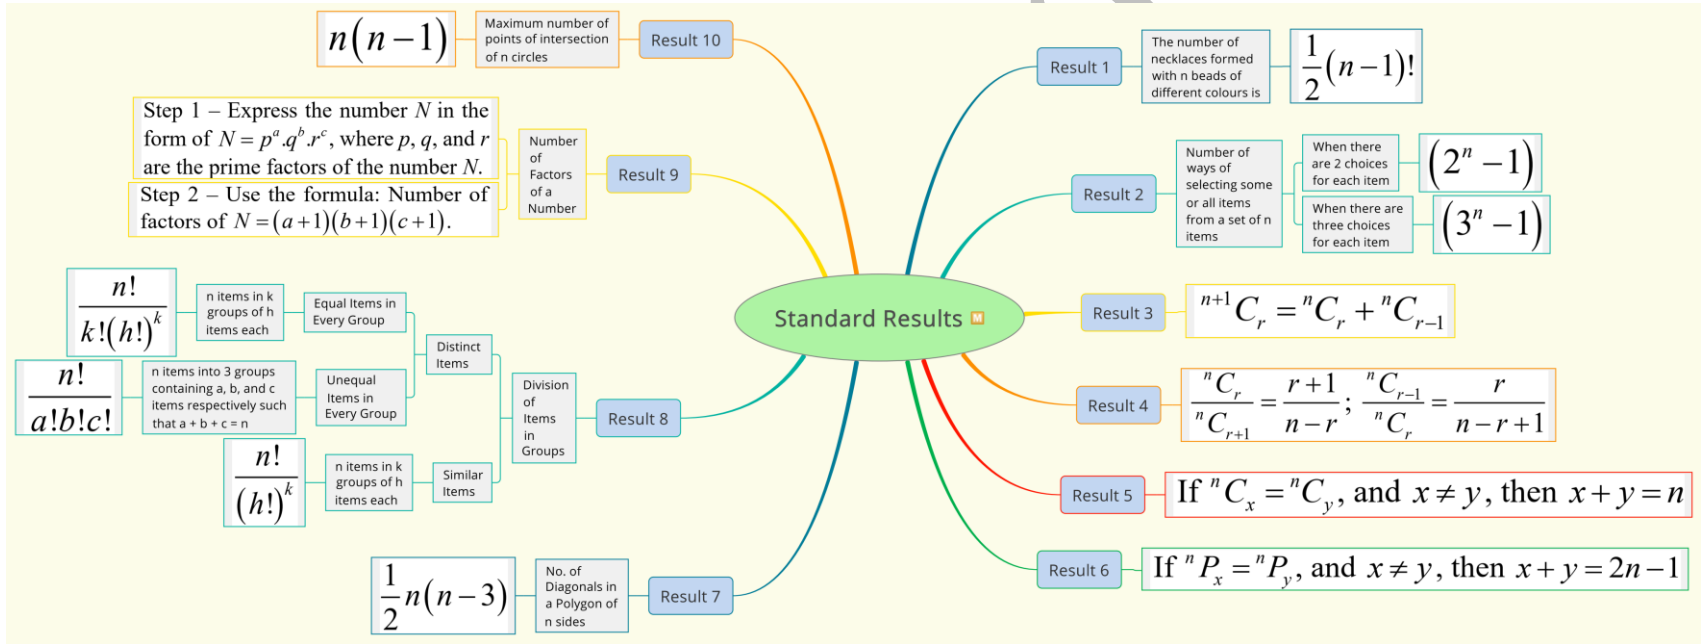 Standard Results
M
Result 1
The number of
necklaces formed
with n beads of
different colours is
\frac{1}{2}(n-1)!
Result 2
Number of
ways of
selecting some
or all items
from a set of n
items
When there
are 2 choices
for each item
(2^n -1)
When there are
three choices
for each item
(3^n -1)
Result 3
^{n+1}C_r = ^nC_r + ^nC_{r-1}
Result 4
\frac{^nC_r}{^nC_{r+1}} = \frac{r+1}{n-r}; \frac{^nC_{r-1}}{^nC_r} = \frac{r}{n-r+1}
Result 5
If ^nC_x = ^nC_y, and x ≠ y, then x + y = n
Result 6
If ^nP_x = ^nP_y, and x ≠ y, then x + y = 2n −1
Result 7
No. of
Diagonals in
a Polygon of
n sides
\frac{1}{2}n(n-3)
Result 8
Division
of
Items
in
Groups
Distinct
Items
Equal Items in
Every Group
n items in k
groups of h
items each
\frac{n!}{k!(h!)^k}
Unequal
Items in
Every Group
n items into 3 groups
containing a, b, and c
items respectively such
that a + b + c = n
\frac{n!}{a!b!c!}
Similar
Items
n items in k
groups of h
items each
\frac{n!}{(h!)^k}
Result 9
Number
of
Factors
of a
Number
Step 1 – Express the number N in the
form of N = p^a.q^b.r^c, where p, q, and r
are the prime factors of the number N.
Step 2 – Use the formula: Number of
factors of N = (a+1)(b+1)(c+1).
Result 10
Maximum number of
points of intersection
of n circles
n(n−1)